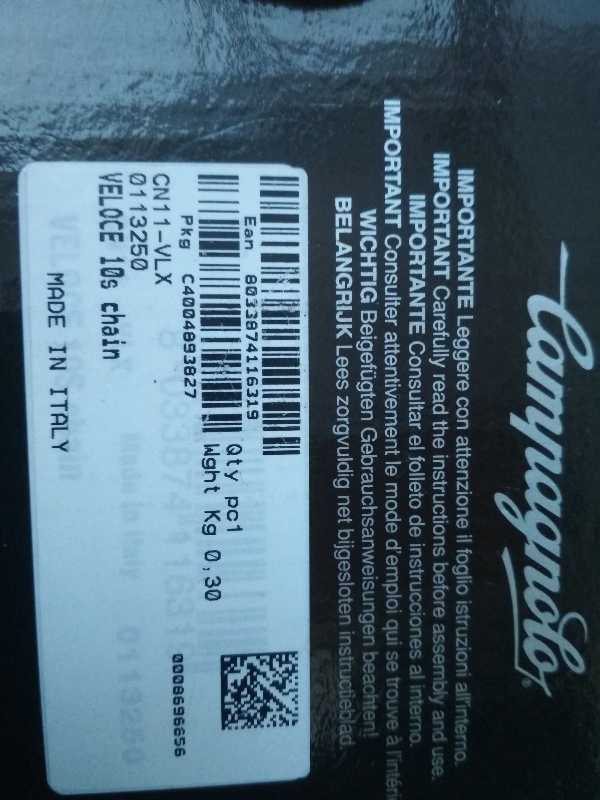 Campagnolo
IMPORTANTE Leggere con attenzione il foglio istruzioni all'interno.
IMPORTANT Carefully read the instructions before assembly and use.
IMPORTANTE Consultar el folleto de instrucciones al interno.
IMPORTANT Consulter attentivement le mode d'emploi qui se trouve à l'intéri
WICHTIG Beigefügten Gebrauchsanweisungen beachten!
BELANGRIJK Lees zorgvuldig net bijgesloten instructieblad
Ean 8033874116319
Qty pc1
Wght Kg 0,30
Pkg C4004893827
0008696656
CN11-VLX
0113250
VELOCE 10s chain
MADE IN ITALY
0113250